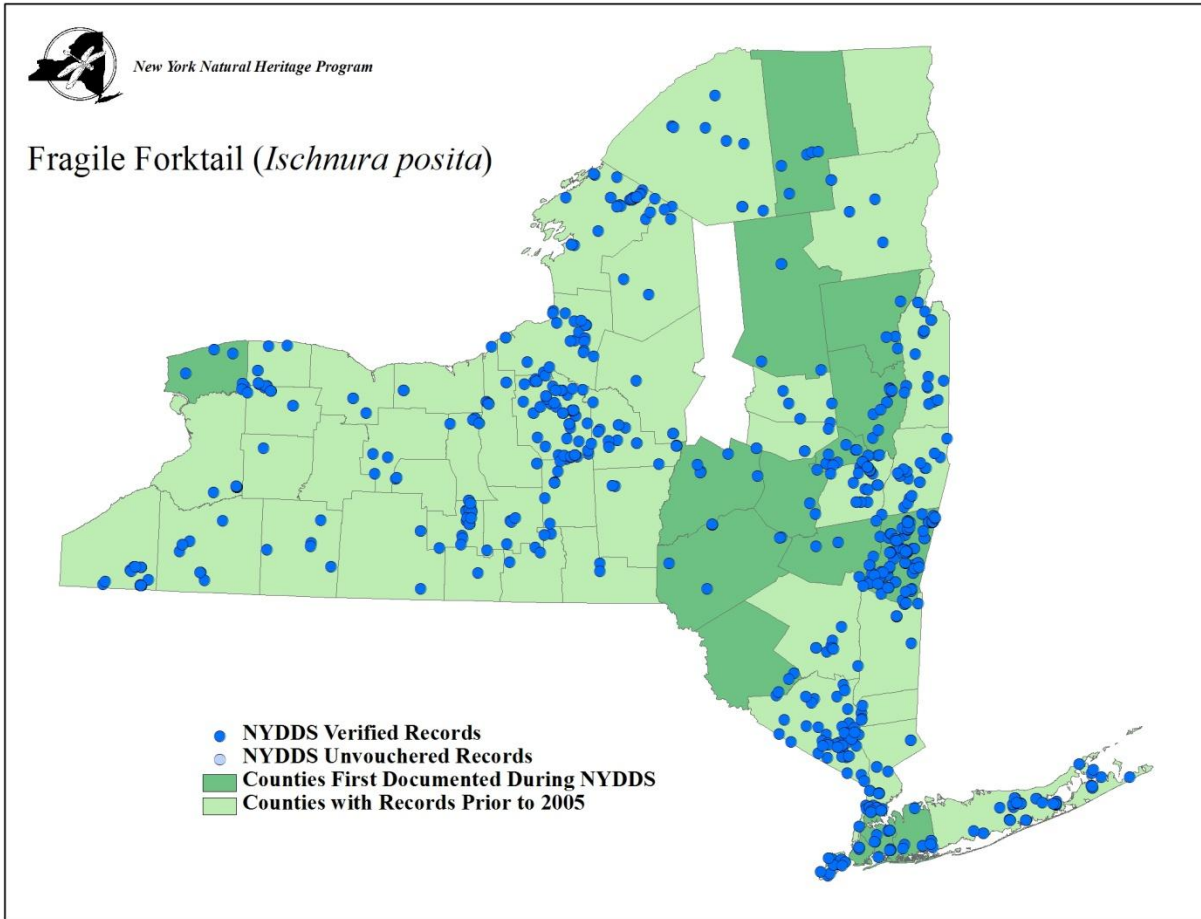 New York Natural Heritage Program
Fragile Forktail (Ischnura posita)
NYDDS Verified Records
NYDDS Unvouchered Records
Counties First Documented During NYDDS
Counties with Records Prior to 2005